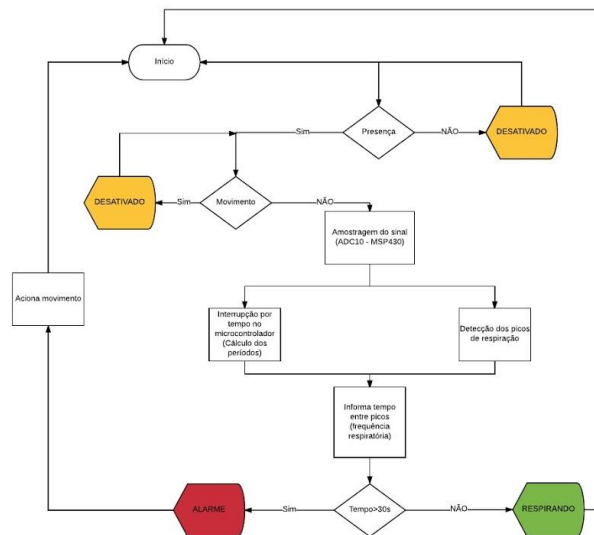 Início
Presença
Sim
NÃO
DESATIVADO
DESATIVADO
Sim
Movimento
NÃO
Amostragem do sinal
(ADC10 - MSP430)
Aciona movimento
Interrupção por
tempo no
microcontrolador
(Cálculo dos
períodos)
Detecção dos picos
de respiração
Informa tempo
entre picos
(frequência
respiratória)
ALARME
Sim
Tempo>30s
NÃO
RESPIRANDO